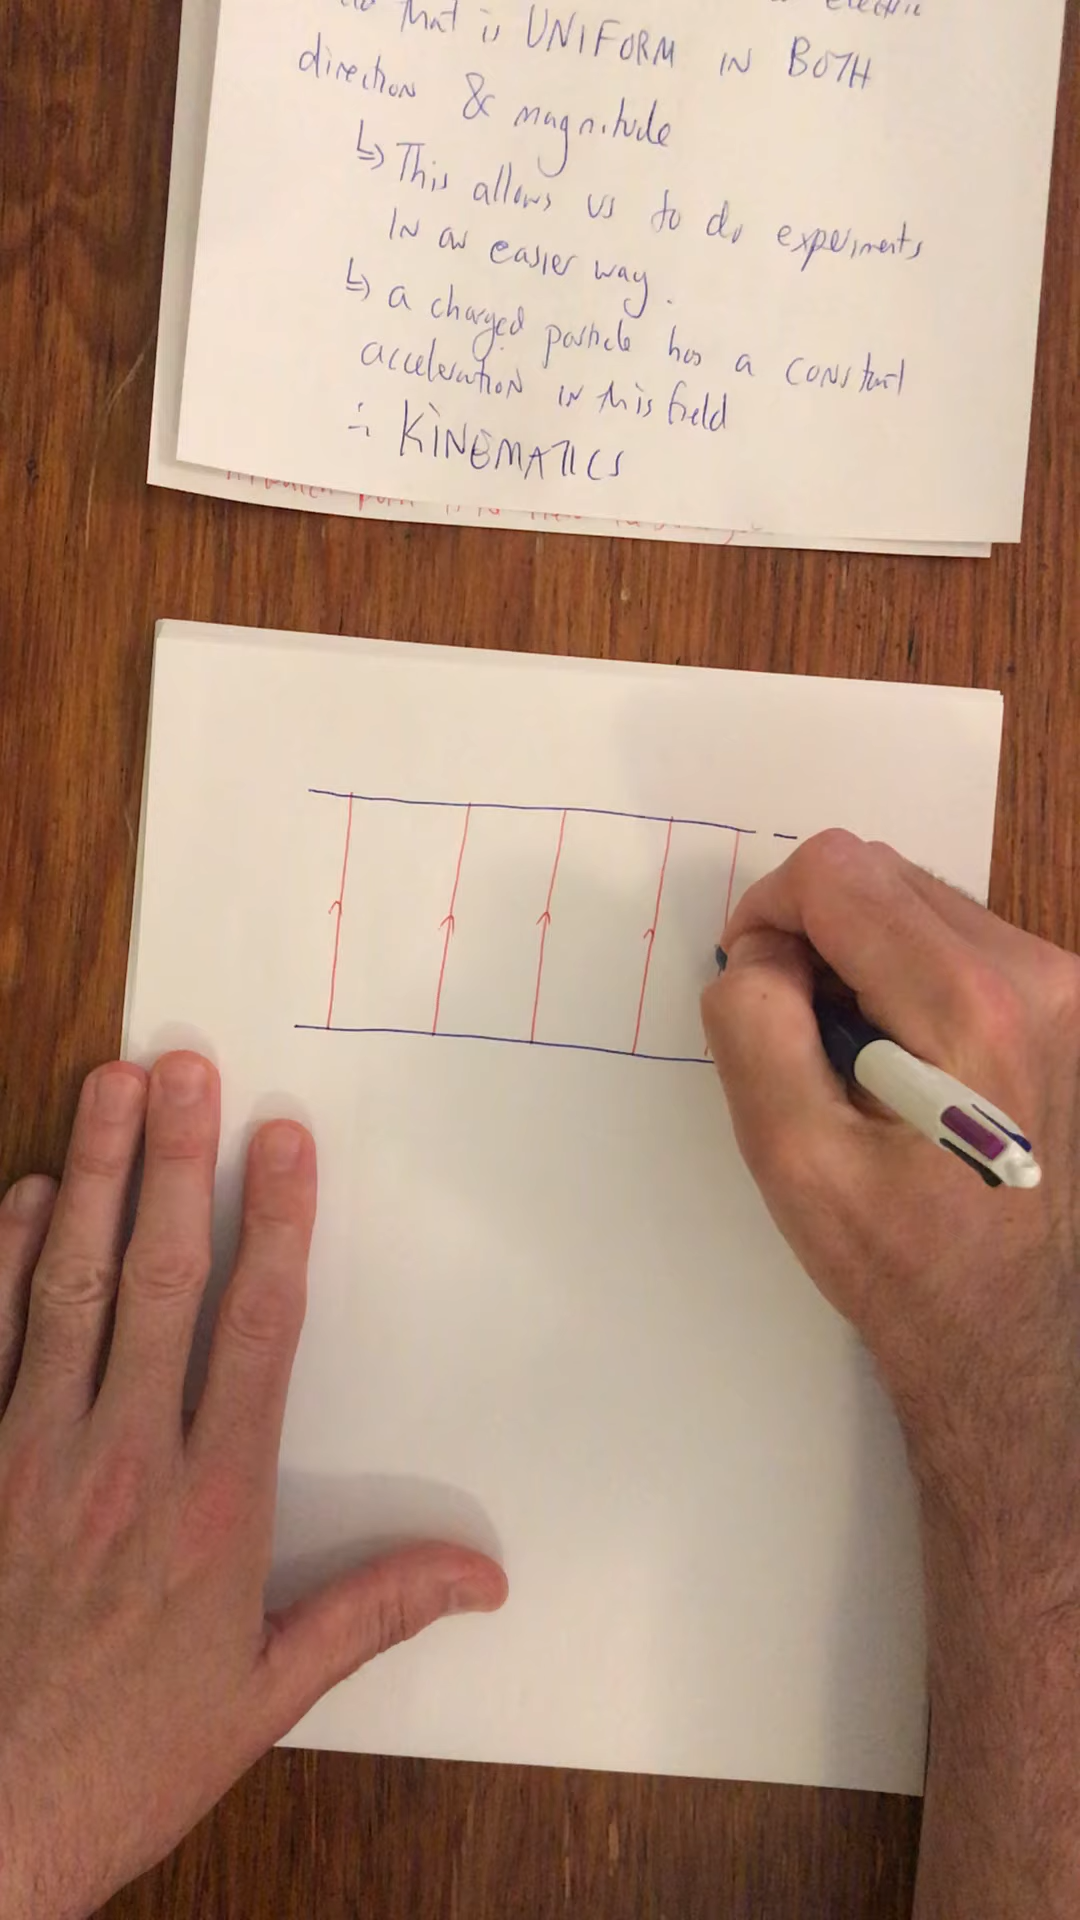 that is UNIFORM IN BOTH
direction & magnitude
↳ This allows us to do experiments
IN an easier way.
↳ a charged particle has a constant
acceleration in this field
∴ KINEMATICS